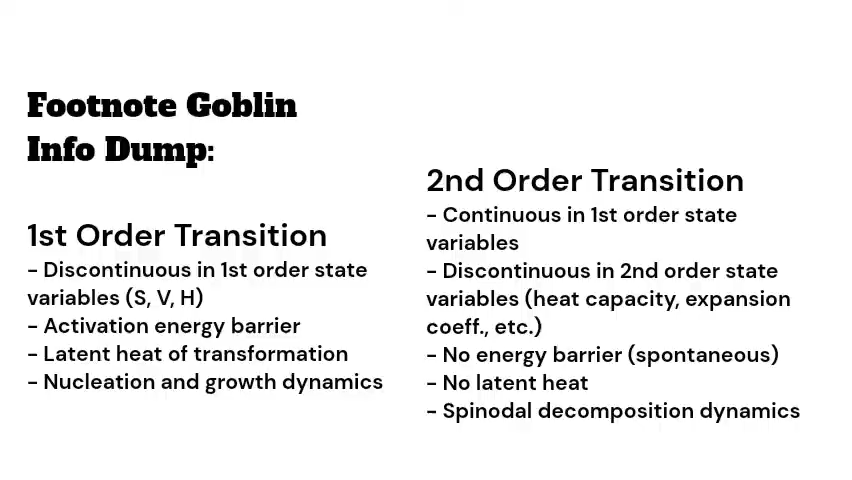 Footnote Goblin
Info Dump:
1st Order Transition
- Discontinuous in 1st order state
variables (S, V, H)
- Activation energy barrier
- Latent heat of transformation
- Nucleation and growth dynamics
2nd Order Transition
- Continuous in 1st order state
variables
- Discontinuous in 2nd order state
variables (heat capacity, expansion
coeff., etc.)
- No energy barrier (spontaneous)
- No latent heat
- Spinodal decomposition dynamics